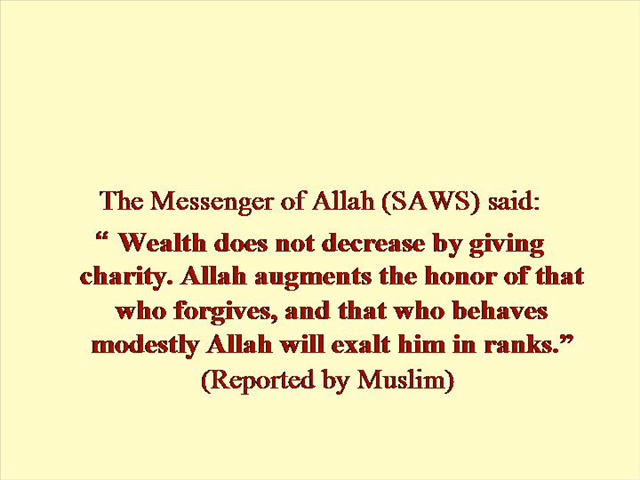 The Messenger of Allah (SAWS) said:
“ Wealth does not decrease by giving
charity. Allah augments the honor of that
who forgives, and that who behaves
modestly Allah will exalt him in ranks.”
(Reported by Muslim)